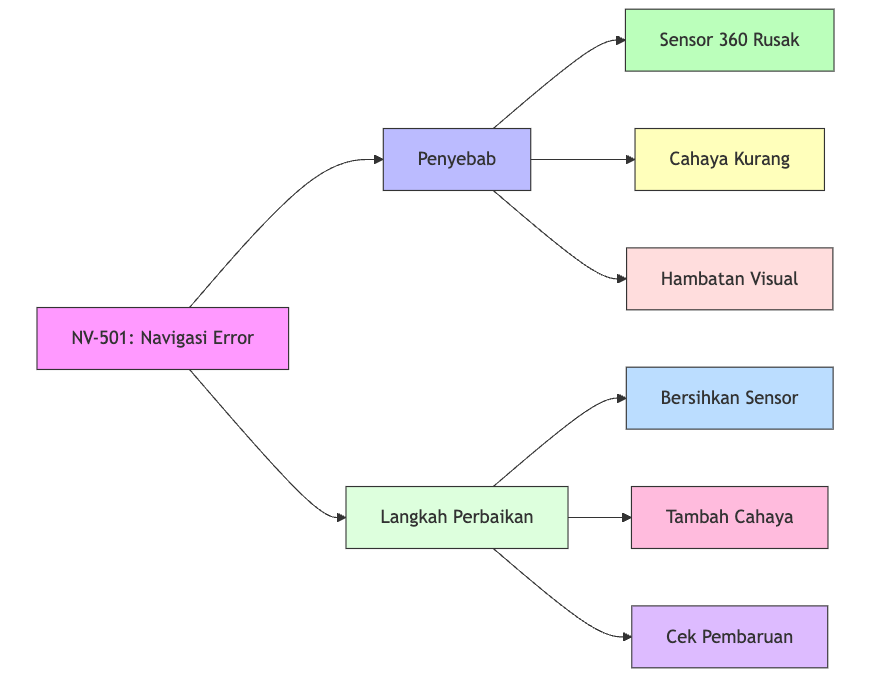 Sensor 360 Rusak
Penyebab
Cahaya Kurang
Hambatan Visual
NV-501: Navigasi Error
Bersihkan Sensor
Langkah Perbaikan
Tambah Cahaya
Cek Pembaruan